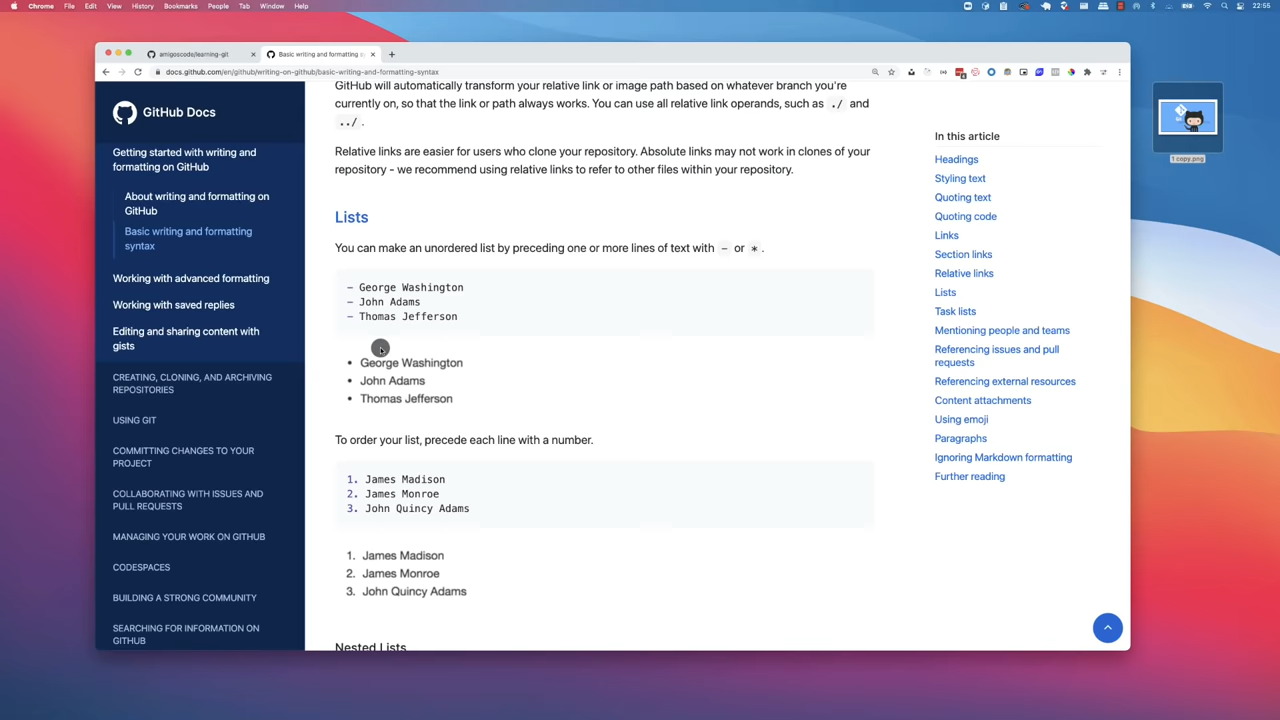 Chrome File Edit View History Bookmarks People Tab Window Help
22:55
amigoscode/learning-git
Basic writing and formatting s
docs.github.com/en/github/writing-on-github/basic-writing-and-formatting-syntax
GitHub Docs
Getting started with writing and
formatting on GitHub
About writing and formatting on
GitHub
Basic writing and formatting
syntax
Working with advanced formatting
Working with saved replies
Editing and sharing content with
gists
CREATING, CLONING, AND ARCHIVING
REPOSITORIES
USING GIT
COMMITTING CHANGES TO YOUR
PROJECT
COLLABORATING WITH ISSUES AND
PULL REQUESTS
MANAGING YOUR WORK ON GITHUB
CODESPACES
BUILDING A STRONG COMMUNITY
SEARCHING FOR INFORMATION ON
GITHUB
GitHub will automatically transform your relative link or image path based on whatever branch you're
currently on, so that the link or path always works. You can use all relative link operands, such as ./ and
../ .
Relative links are easier for users who clone your repository. Absolute links may not work in clones of your
repository - we recommend using relative links to refer to other files within your repository.
Lists
You can make an unordered list by preceding one or more lines of text with - or * .
- George Washington
- John Adams
- Thomas Jefferson
• George Washington
• John Adams
• Thomas Jefferson
To order your list, precede each line with a number.
1. James Madison
2. James Monroe
3. John Quincy Adams
1. James Madison
2. James Monroe
3. John Quincy Adams
Nested Lists
In this article
Headings
Styling text
Quoting text
Quoting code
Links
Section links
Relative links
Lists
Task lists
Mentioning people and teams
Referencing issues and pull
requests
Referencing external resources
Content attachments
Using emoji
Paragraphs
Ignoring Markdown formatting
Further reading
1 copy.png